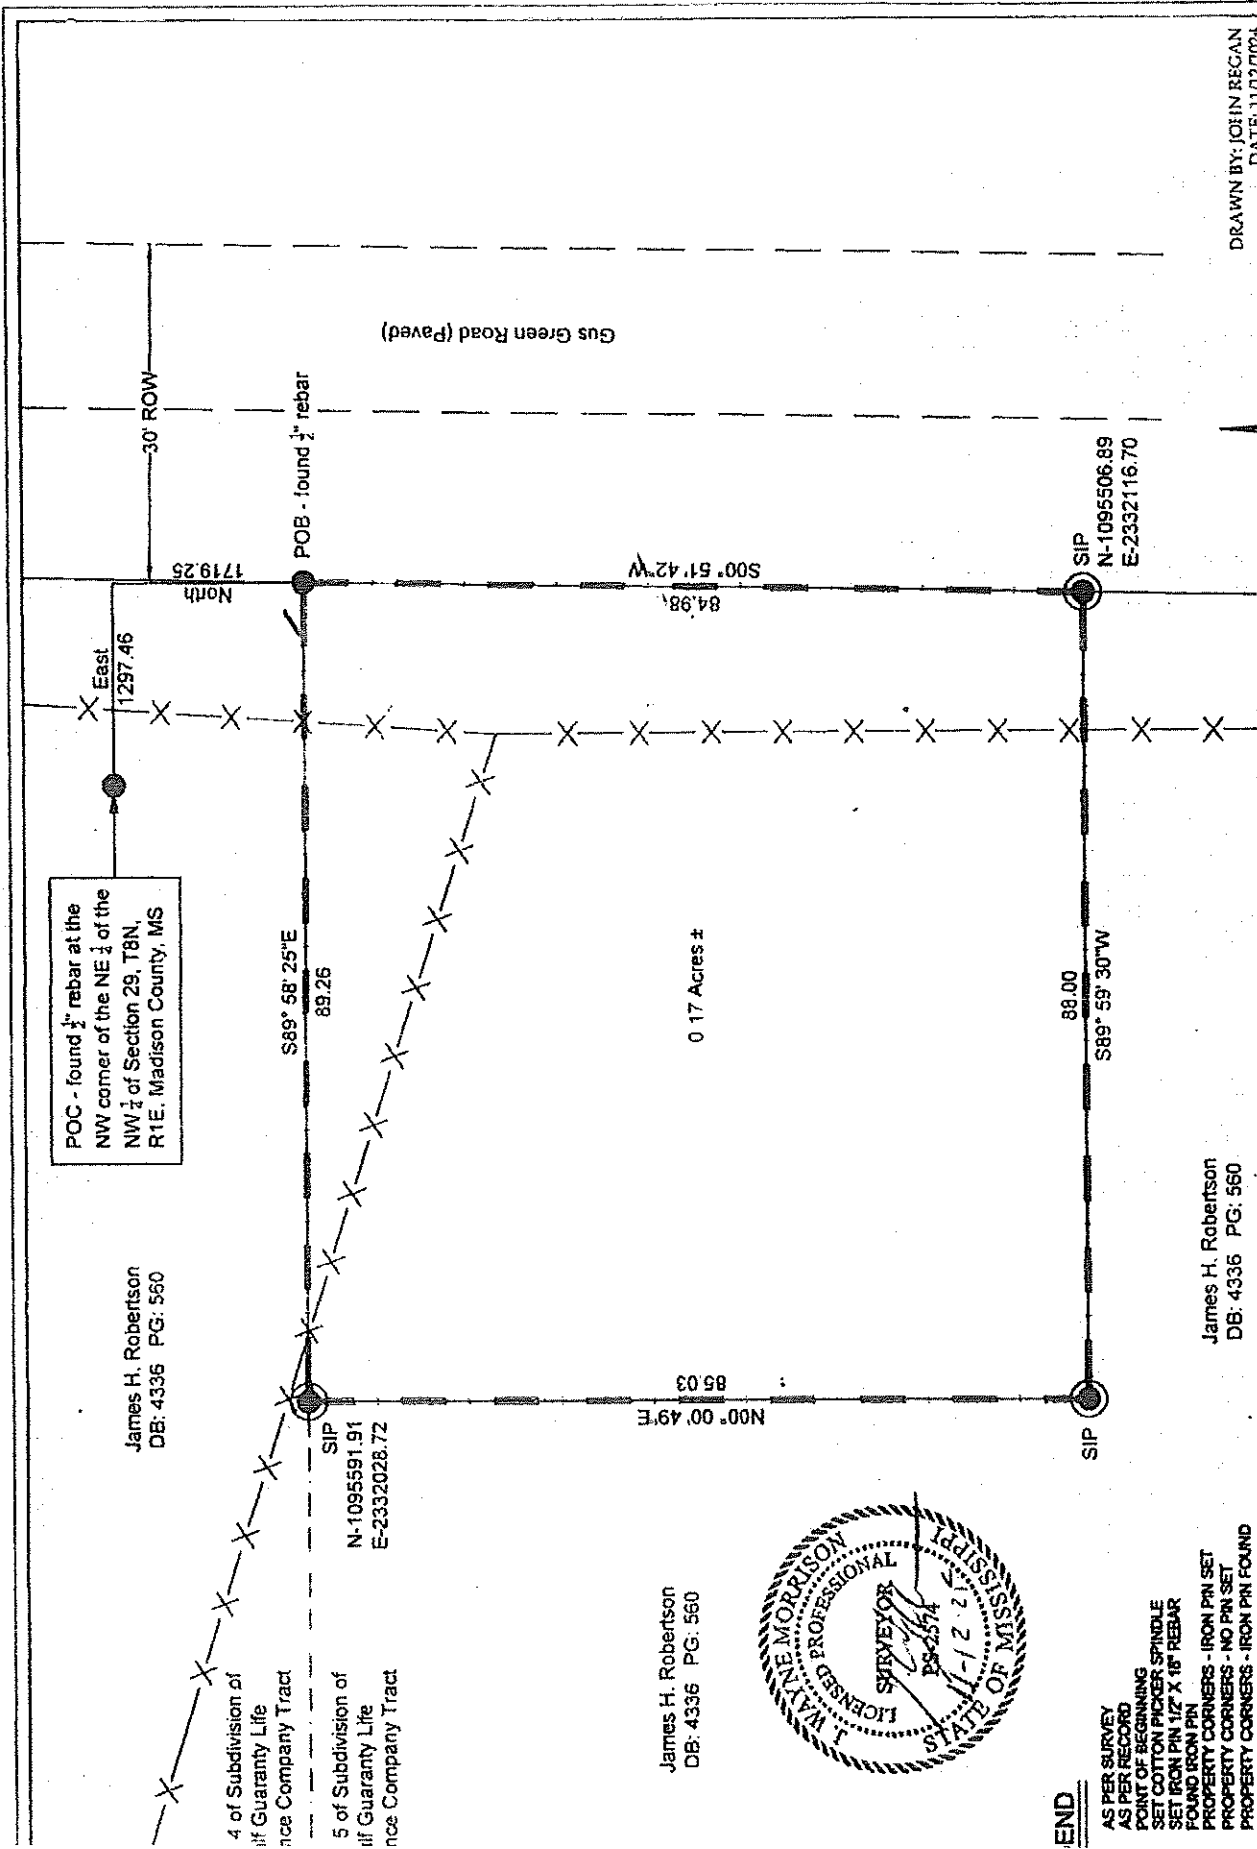 POC - found 1/2" rebar at the
NW corner of the NE 1/4 of the
NW 1/4 of Section 29, T8N,
R1E, Madison County, MS
East
1297.46
North
1719.25
30' ROW
Gus Green Road (Paved)
POB - found 1/2" rebar
James H. Robertson
DB: 4336 PG: 560
S89° 58' 25"E
89.26
S00° 51' 42"W
84.98
SIP
N-1095591.91
E-2332028.72
4 of Subdivision of
lf Guaranty Life
nce Company Tract
5 of Subdivision of
lf Guaranty Life
nce Company Tract
0.17 Acres ±
N00° 00' 49"E
85.03
88.00
S89° 59' 30"W
SIP
N-1095506.89
E-2332116.70
SIP
James H. Robertson
DB: 4336 PG: 560
James H. Robertson
DB: 4336 PG: 560
J. WAYNE MORRISON
LICENSED PROFESSIONAL
SURVEYOR
PS-2574
STATE OF MISSISSIPPI
END
AS PER SURVEY
AS PER RECORD
POINT OF BEGINNING
SET COTTON PICKER SPINDLE
SET IRON PIN 1/2" X 18" REBAR
FOUND IRON PIN
PROPERTY CORNERS - IRON PIN SET
PROPERTY CORNERS - NO PIN SET
PROPERTY CORNERS - IRON PIN FOUND
DRAWN BY: JOHN REGAN
DATE: 11/12/2024